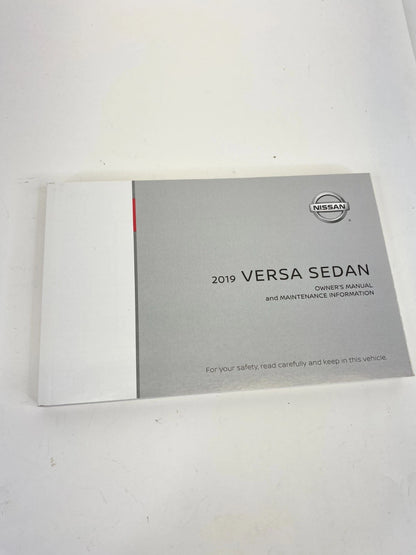 NISSAN
2019 VERSA SEDAN
OWNER'S MANUAL
and MAINTENANCE INFORMATION
For your safety, read carefully and keep in this vehicle.